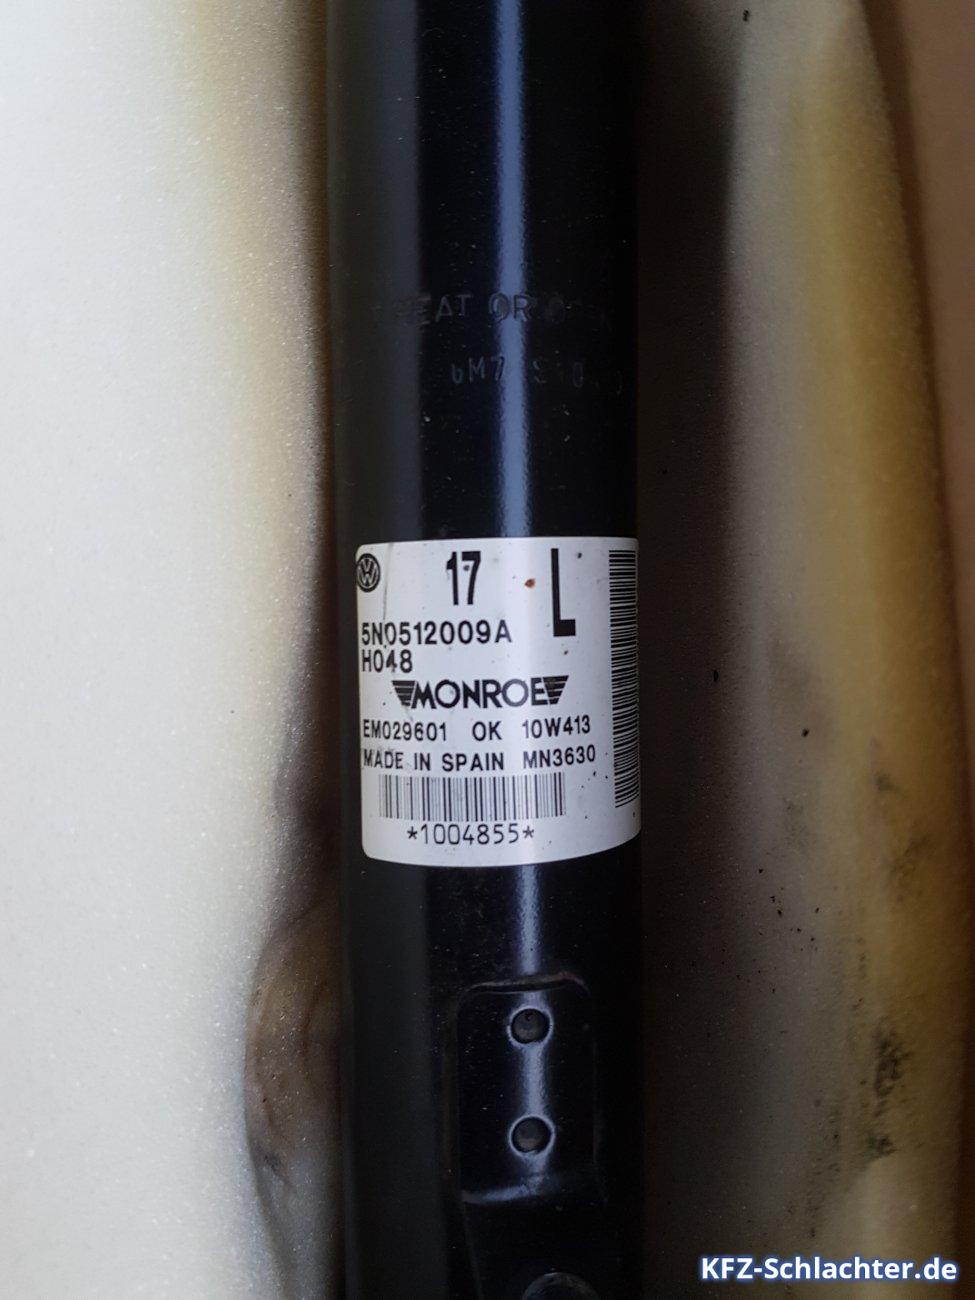 17 L
5N0512009A
H048
MONROE
EM029601 OK 10W413
MADE IN SPAIN MN3630
*1004855*
KFZ-Schlachter.de